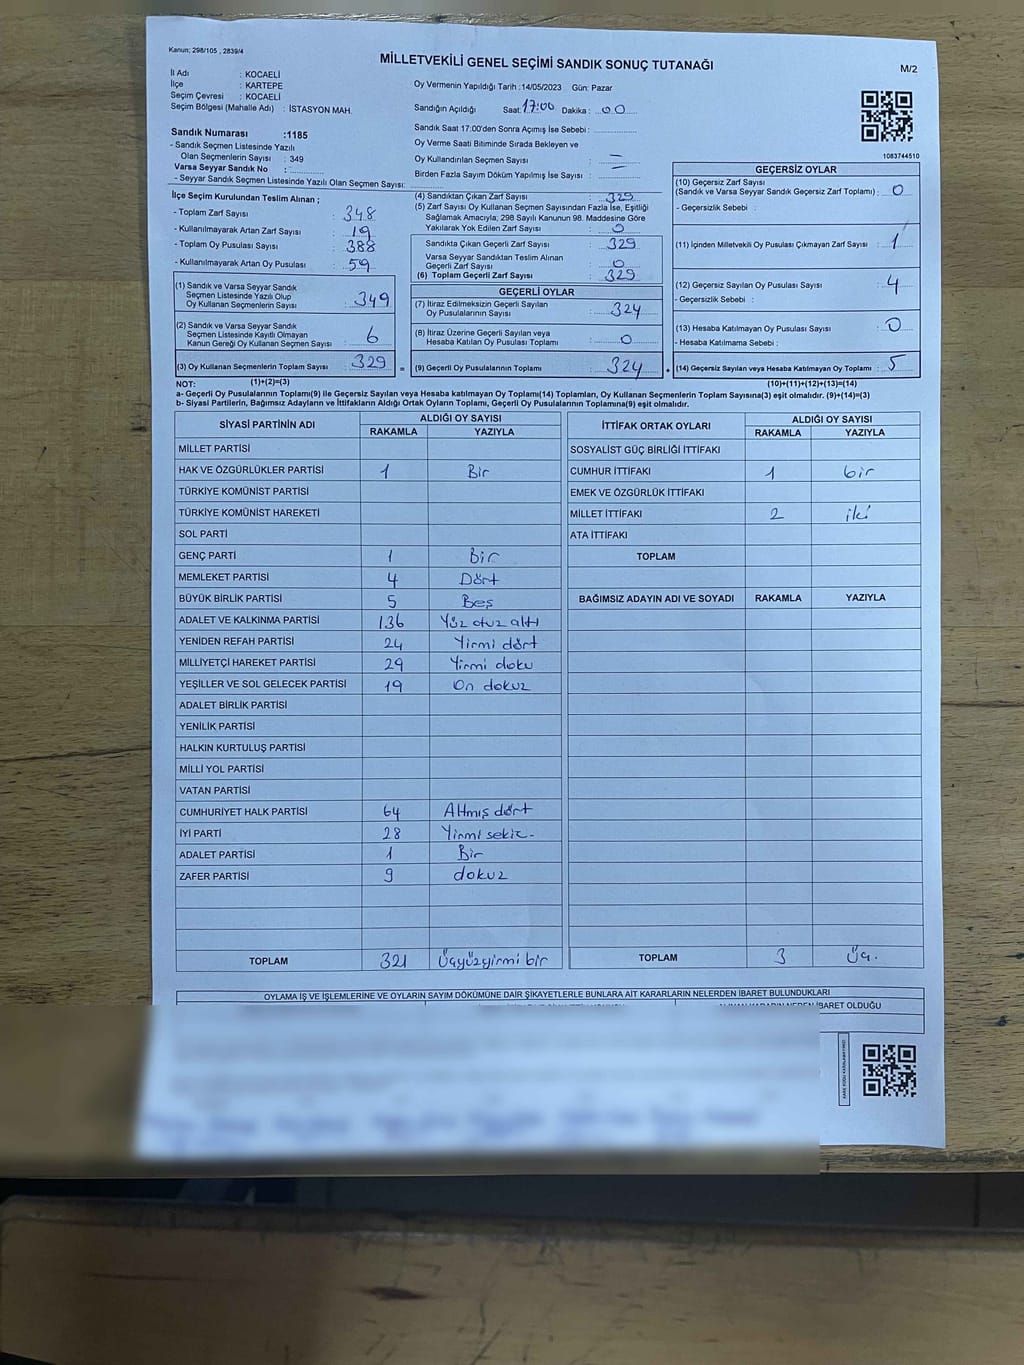 Kanun: 298/105 , 2839/4
MİLLETVEKİLİ GENEL SEÇİMİ SANDIK SONUÇ TUTANAĞI
M/2
İl Adı : KOCAELİ
İlçe : KARTEPE
Seçim Çevresi : KOCAELİ
Seçim Bölgesi (Mahalle Adı) : İSTASYON MAH.
Sandık Numarası :1185
- Sandık Seçmen Listesinde Yazılı
Olan Seçmenlerin Sayısı : 349
Varsa Seyyar Sandık No :
- Seyyar Sandık Seçmen Listesinde Yazılı Olan Seçmen Sayısı:
Oy Vermenin Yapıldığı Tarih :14/05/2023 Gün: Pazar
Sandığın Açıldığı Saat: 17:00 Dakika : 00
Sandık Saat 17:00'den Sonra Açımış İse Sebebi :
Oy Verme Saati Bitiminde Sırada Bekleyen ve
Oy Kullandırılan Seçmen Sayısı : —
Birden Fazla Sayım Döküm Yapılmış İse Sayısı : —
1083744510
İlçe Seçim Kurulundan Teslim Alınan ;
- Toplam Zarf Sayısı : 348
- Kullanılmayarak Artan Zarf Sayısı : 19
- Toplam Oy Pusulası Sayısı : 388
- Kullanılmayarak Artan Oy Pusulası : 59
(1) Sandık ve Varsa Seyyar Sandık
Seçmen Listesinde Yazılı Olup
Oy Kullanan Seçmenlerin Sayısı : 349
(2) Sandık ve Varsa Seyyar Sandık
Seçmen Listesinde Kayıtlı Olmayan
Kanun Gereği Oy Kullanan Seçmen Sayısı : 6
(3) Oy Kullanan Seçmenlerin Toplam Sayısı : 329
(4) Sandıktan Çıkan Zarf Sayısı : 329
(5) Zarf Sayısı Oy Kullanan Seçmen Sayısından Fazla İse, Eşitliği
Sağlamak Amacıyla; 298 Sayılı Kanunun 98. Maddesine Göre
Yakılarak Yok Edilen Zarf Sayısı : 0
Sandıkta Çıkan Geçerli Zarf Sayısı : 329
Varsa Seyyar Sandıktan Teslim Alınan
Geçerli Zarf Sayısı : 0
(6) Toplam Geçerli Zarf Sayısı : 329
GEÇERLİ OYLAR
(7) İtiraz Edilmeksizin Geçerli Sayılan
Oy Pusulalarının Sayısı : 324
(8) İtiraz Üzerine Geçerli Sayılan veya
Hesaba Katılan Oy Pusulası Toplamı : 0
= (9) Geçerli Oy Pusulalarının Toplamı : 324
GEÇERSİZ OYLAR
(10) Geçersiz Zarf Sayısı
(Sandık ve Varsa Seyyar Sandık Geçersiz Zarf Toplamı) : 0
- Geçersizlik Sebebi :
(11) İçinden Milletvekili Oy Pusulası Çıkmayan Zarf Sayısı : 1
(12) Geçersiz Sayılan Oy Pusulası Sayısı : 4
- Geçersizlik Sebebi :
(13) Hesaba Katılmayan Oy Pusulası Sayısı : 0
- Hesaba Katılmama Sebebi :
+ (14) Geçersiz Sayılan veya Hesaba Katılmayan Oy Toplamı : 5
NOT: (1)+(2)=(3) (10)+(11)+(12)+(13)=(14)
a- Geçerli Oy Pusulalarının Toplamı(9) ile Geçersiz Sayılan veya Hesaba katılmayan Oy Toplamı(14) Toplamları, Oy Kullanan Seçmenlerin Toplam Sayısına(3) eşit olmalıdır. (9)+(14)=(3)
b- Siyasi Partilerin, Bağımsız Adayların ve İttifakların Aldığı Ortak Oyların Toplamı, Geçerli Oy Pusulalarının Toplamına(9) eşit olmalıdır.
SİYASİ PARTİNİN ADI ALDIĞI OY SAYISI
RAKAMLA YAZIYLA
MİLLET PARTİSİ
HAK VE ÖZGÜRLÜKLER PARTİSİ 1 Bir
TÜRKİYE KOMÜNİST PARTİSİ
TÜRKİYE KOMÜNİST HAREKETİ
SOL PARTİ
GENÇ PARTİ 1 Bir
MEMLEKET PARTİSİ 4 Dört
BÜYÜK BİRLİK PARTİSİ 5 Beş
ADALET VE KALKINMA PARTİSİ 136 Yüz otuz altı
YENİDEN REFAH PARTİSİ 24 Yirmi dört
MİLLİYETÇİ HAREKET PARTİSİ 29 Yirmi doku
YEŞİLLER VE SOL GELECEK PARTİSİ 19 On dokuz
ADALET BİRLİK PARTİSİ
YENİLİK PARTİSİ
HALKIN KURTULUŞ PARTİSİ
MİLLİ YOL PARTİSİ
VATAN PARTİSİ
CUMHURİYET HALK PARTİSİ 64 Altmış dört
İYİ PARTİ 28 Yirmi sekiz-
ADALET PARTİSİ 1 Bir
ZAFER PARTİSİ 9 dokuz
TOPLAM 321 Üçyüzyirmi bir
İTTİFAK ORTAK OYLARI ALDIĞI OY SAYISI
RAKAMLA YAZIYLA
SOSYALİST GÜÇ BİRLİĞİ İTTİFAKI
CUMHUR İTTİFAKI 1 bir
EMEK VE ÖZGÜRLÜK İTTİFAKI
MİLLET İTTİFAKI 2 iki
ATA İTTİFAKI
TOPLAM
BAĞIMSIZ ADAYIN ADI VE SOYADI RAKAMLA YAZIYLA
TOPLAM 3 Üç.
OYLAMA İŞ VE İŞLEMLERİNE VE OYLARIN SAYIM DÖKÜMÜNE DAİR ŞİKAYETLERLE BUNLARA AİT KARARLARIN NELERDEN İBARET BULUNDUKLARI
İBARET OLDUĞU